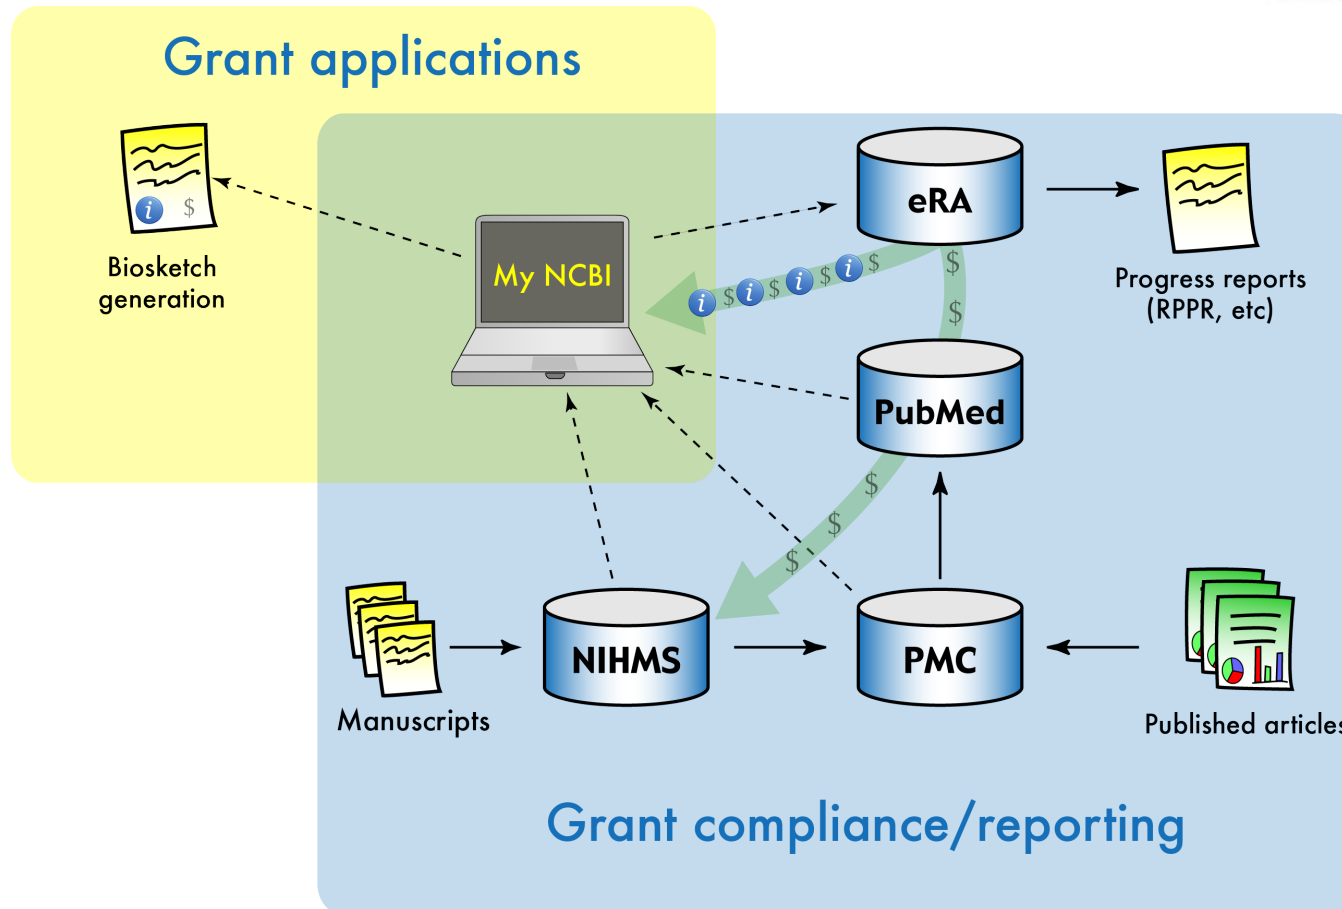 Grant applications
i $
Biosketch
generation
My NCBI
eRA
i $ i $ i $ i $
$
$
Progress reports
(RPPR, etc)
PubMed
$
$
$
Manuscripts
NIHMS
PMC
Published articles
Grant compliance/reporting